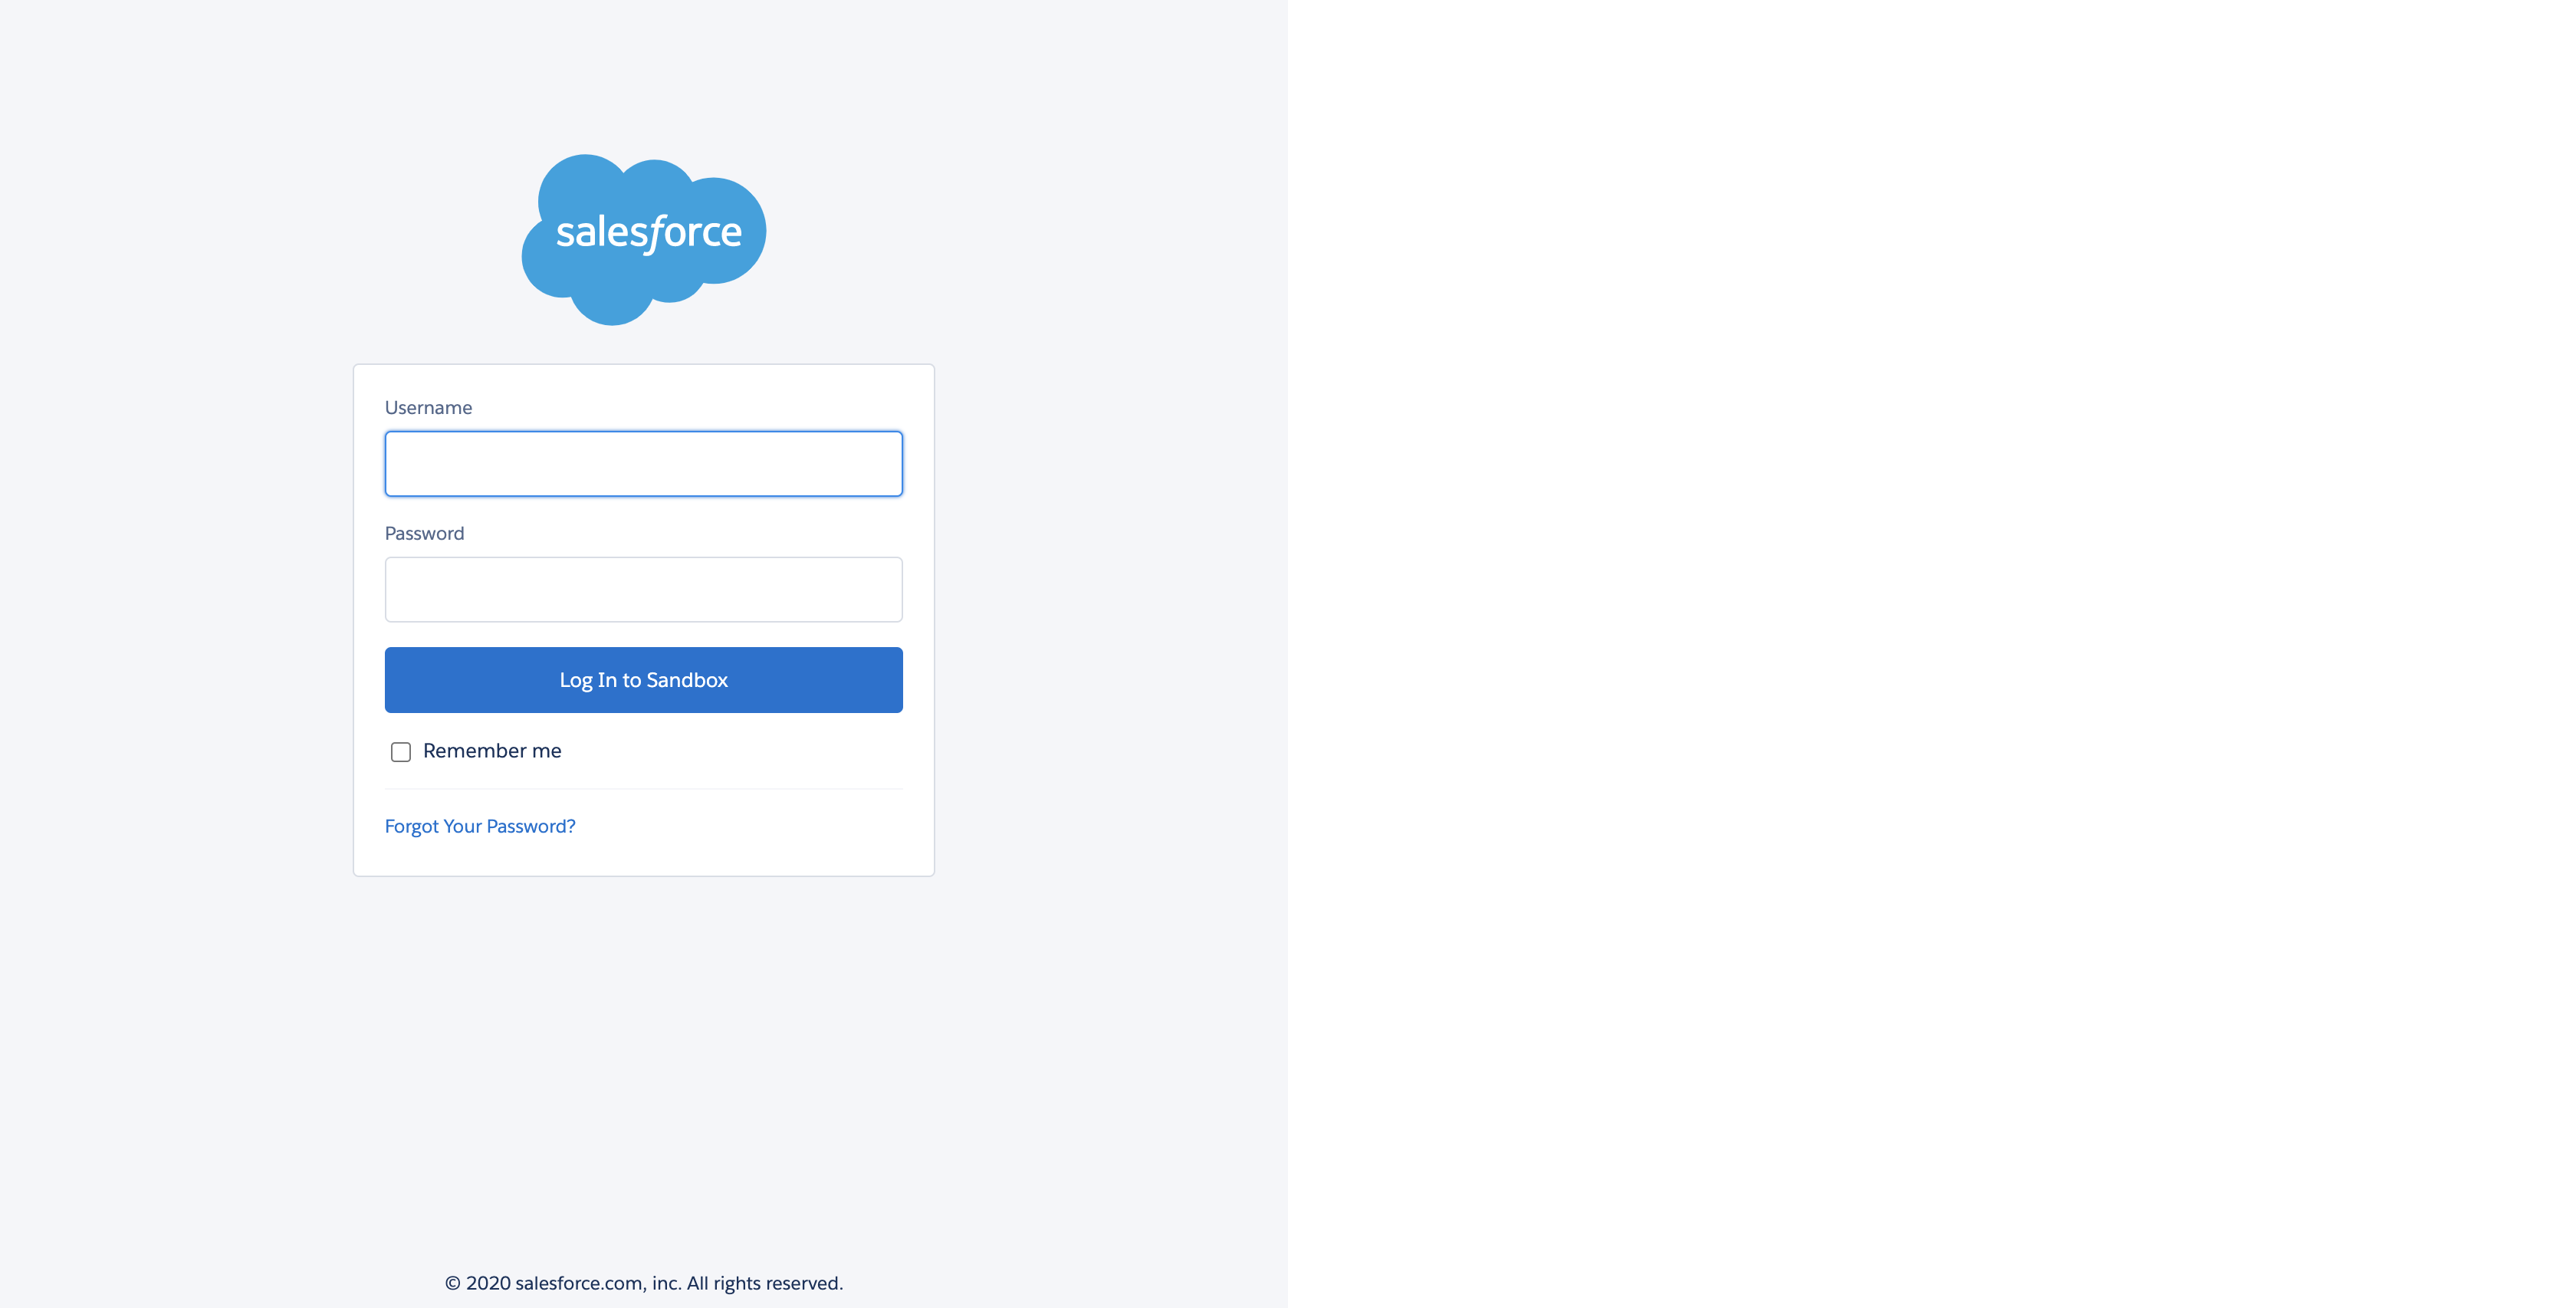 salesforce
Username
Password
Log In to Sandbox
Remember me
Forgot Your Password?
© 2020 salesforce.com, inc. All rights reserved.